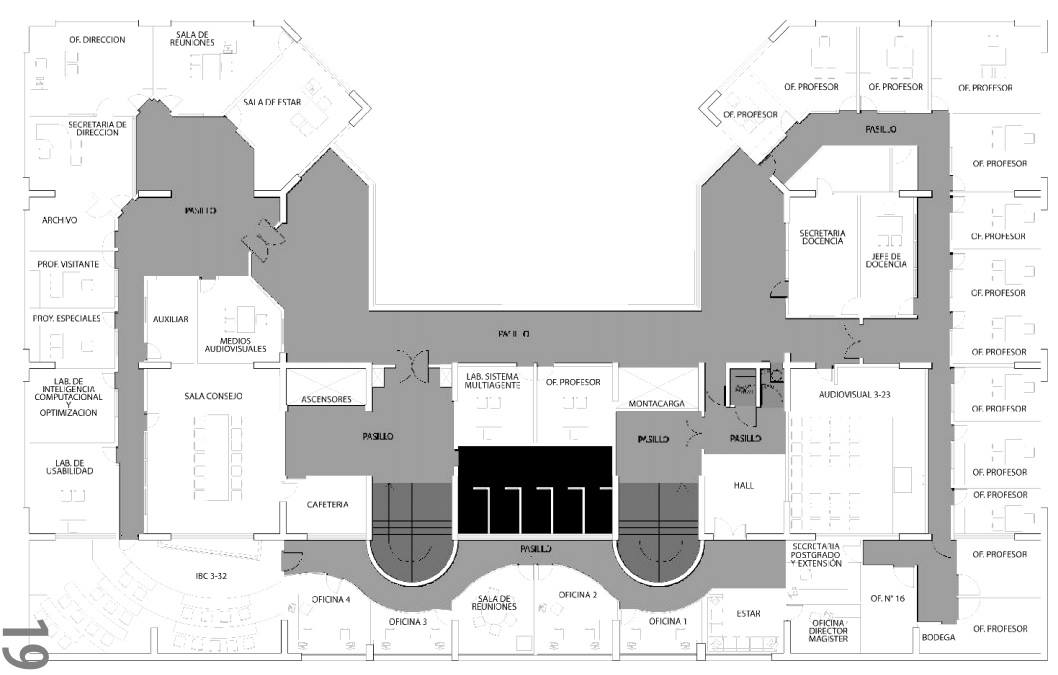 OF. DIRECCION
SALA DE
REUNIONES
SALA DE ESTAR
OF. PROFESOR
OF. PROFESOR
OF. PROFESOR
OF. PROFESOR
PASILLO
SECRETARIA DE
DIRECCION
OF. PROFESOR
ARCHIVO
PASILLO
SECRETARIA
DOCENCIA
JEFE DE
DOCENCIA
OF. PROFESOR
PROF. VISITANTE
OF. PROFESOR
PROY. ESPECIALES
AUXILIAR
MEDIOS
AUDIOVISUALES
PASILLO
OF. PROFESOR
LAB. DE
INTELIGENCIA
COMPUTACIONAL
Y
OPTIMIZACION
SALA CONSEJO
ASCENSORES
LAB. SISTEMA
MULTIAGENTE
OF. PROFESOR
MONTACARGA
AUDIOVISUAL 3-23
OF. PROFESOR
PASILLO
PASILLO
PASILLO
LAB. DE
USABILIDAD
OF. PROFESOR
CAFETERIA
HALL
OF. PROFESOR
PASILLO
SECRETARIA
POSTGRADO
Y EXTENSIÓN
OF. PROFESOR
IBC 3-32
OFICINA 4
OFICINA 3
SALA DE
REUNIONES
OFICINA 2
OFICINA 1
ESTAR
OFICINA
DIRECTOR
MAGISTER
OF. N° 16
BODEGA
OF. PROFESOR
19